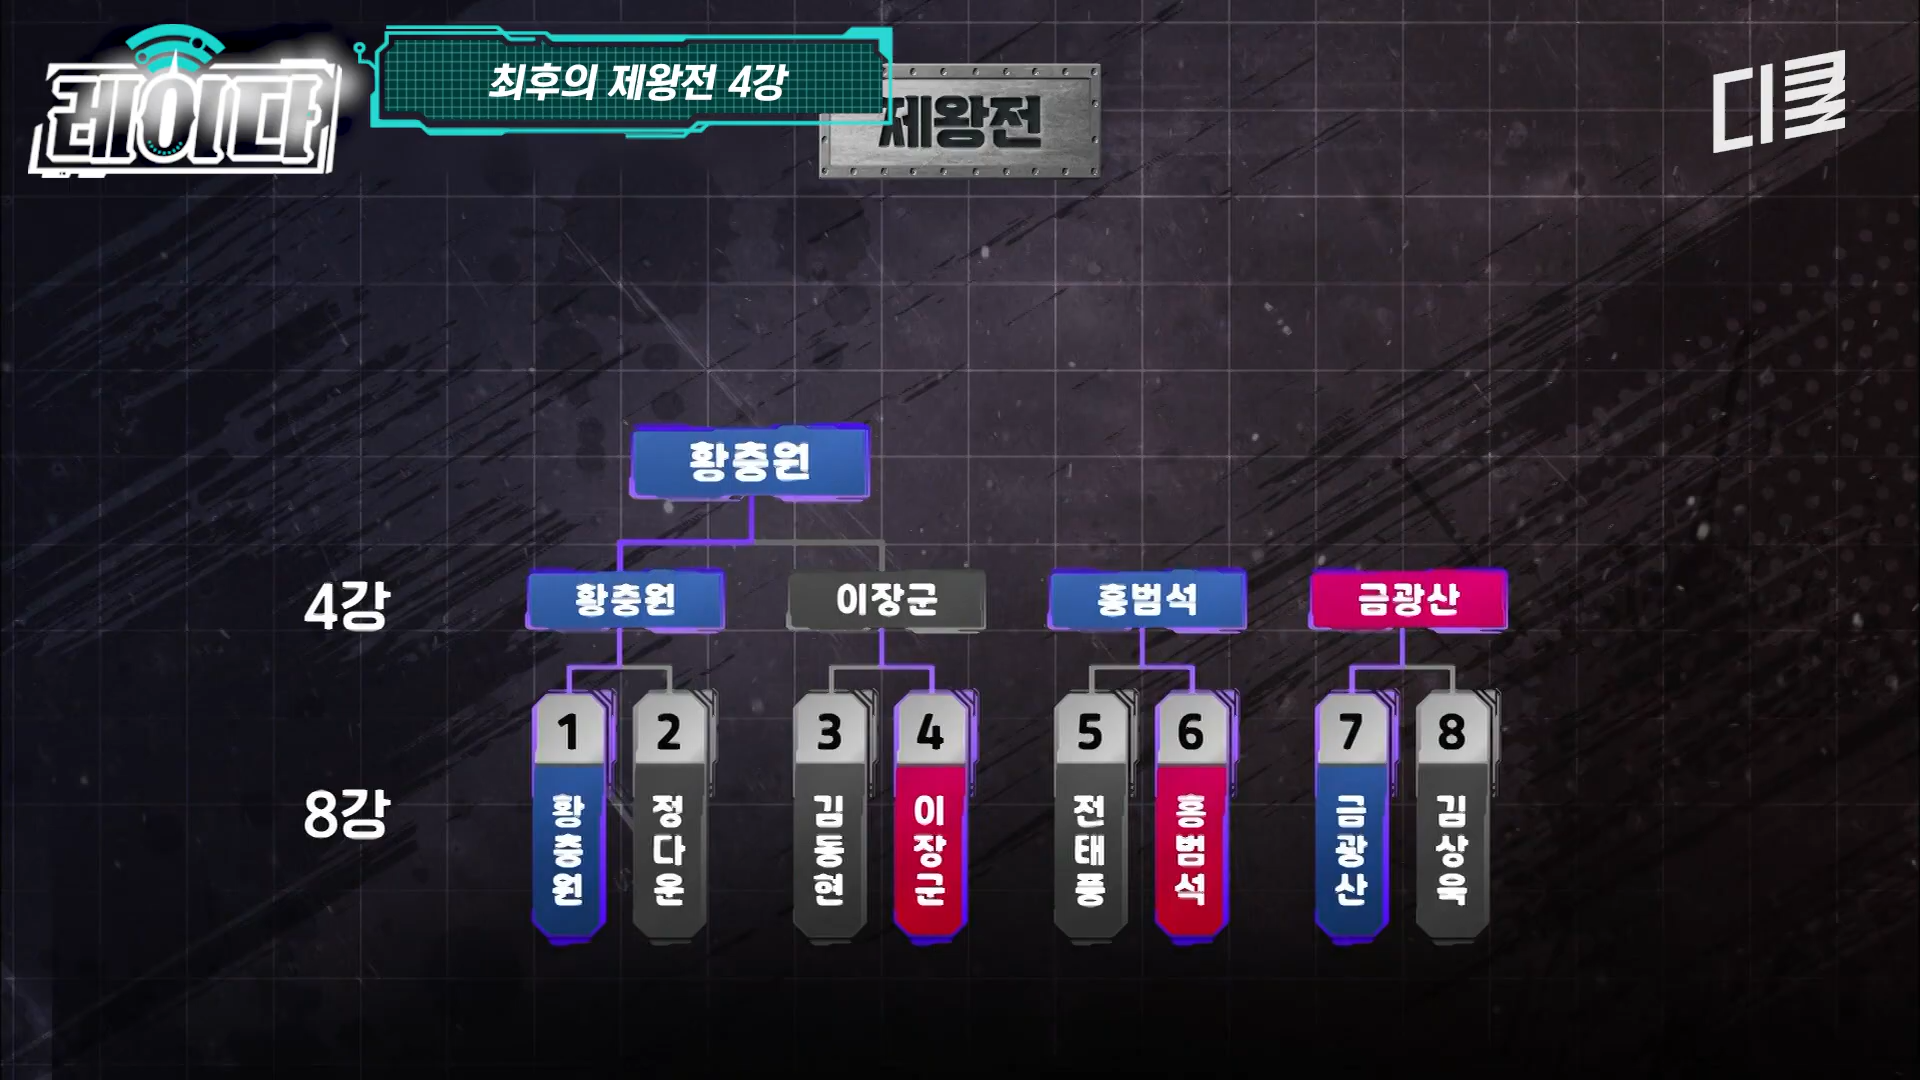 레이다
최후의 제왕전 4강
제왕전
디글
황충원
4강
황충원
이장군
홍범석
금광산
1
2
3
4
5
6
7
8
8강
황충원
정다운
김동현
이장군
전태풍
홍범석
금광산
김상욱